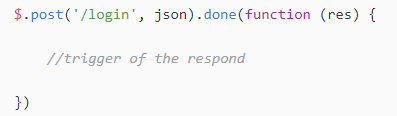 $.post('/login', json).done(function (res) {
//trigger of the respond
})